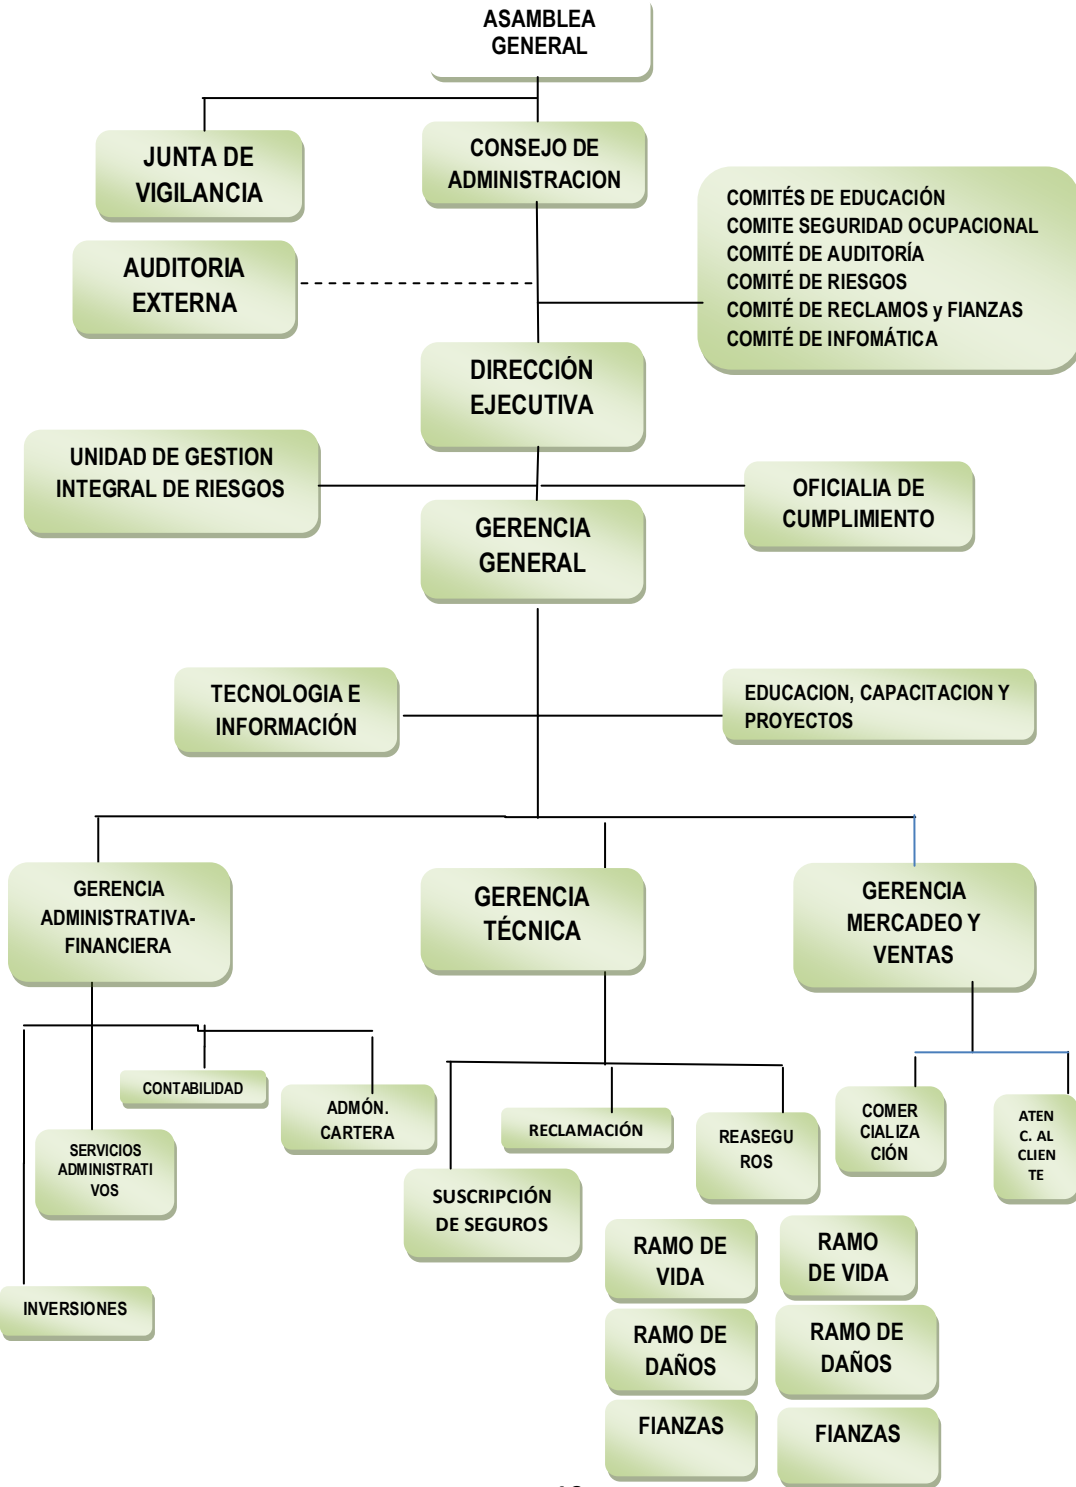 ASAMBLEA
GENERAL
JUNTA DE
VIGILANCIA
CONSEJO DE
ADMINISTRACION
COMITÉS DE EDUCACIÓN
COMITE SEGURIDAD OCUPACIONAL
COMITÉ DE AUDITORÍA
COMITÉ DE RIESGOS
COMITÉ DE RECLAMOS y FIANZAS
COMITÉ DE INFOMÁTICA
AUDITORIA
EXTERNA
DIRECCIÓN
EJECUTIVA
UNIDAD DE GESTION
INTEGRAL DE RIESGOS
OFICIALIA DE
CUMPLIMIENTO
GERENCIA
GENERAL
TECNOLOGIA E
INFORMACIÓN
EDUCACION, CAPACITACION Y
PROYECTOS
GERENCIA
ADMINISTRATIVA-
FINANCIERA
GERENCIA
TÉCNICA
GERENCIA
MERCADEO Y
VENTAS
CONTABILIDAD
ADMÓN.
CARTERA
SERVICIOS
ADMINISTRATI
VOS
INVERSIONES
RECLAMACIÓN
REASEGU
ROS
SUSCRIPCIÓN
DE SEGUROS
COMER
CIALIZA
CIÓN
ATEN
C. AL
CLIEN
TE
RAMO DE
VIDA
RAMO
DE VIDA
RAMO DE
DAÑOS
RAMO DE
DAÑOS
FIANZAS
FIANZAS